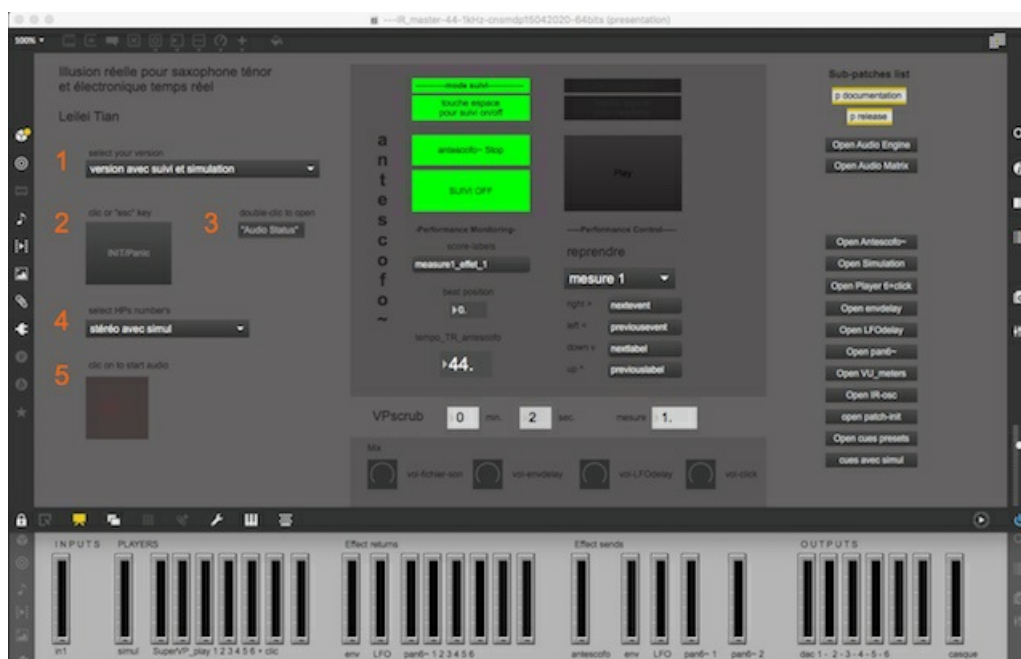 ---IR_master-44-1kHz-cnsmdp15042020-64bits (presentation)
100%
Illusion réelle pour saxophone ténor
et électronique temps réel
Leilei Tian
1
select your version
version avec suivi et simulation
2
clic or "esc" key
INIT/Panic
3
double-clic to open
"Audio Status"
4
select HPs number's
stéréo avec simul
5
clic on to start audio
antescofo~
mode suivi
touche espace
pour suivi on/off
antescofo~ Stop
SUIVI OFF
Play
-Performance Monitoring-
score-labels
measure1_effet_1
beat position
0.
tempo_TR_antescofo
44.
----Performance Control----
reprendre
mesure 1
right >
nextevent
left <
previousevent
down v
nextlabel
up ^
previouslabel
VPscrub
0
min.
2
sec.
mesure
1.
Mix
vol-fichier-son
vol-envdelay
vol-LFOdelay
vol-click
Sub-patches list
p documentation
p release
Open Audio Engine
Open Audio Matrix
Open Antescofo~
Open Simulation
Open Player 6+click
Open envdelay
Open LFOdelay
Open pan6~
Open VU_meters
Open IR-osc
open patch-init
Open cues presets
cues avec simul
INPUTS
PLAYERS
Effect returns
Effect sends
OUTPUTS
in1
simul
SuperVP_play 1 2 3 4 5 6 + clic
env
LFO
pan6~ 1 2 3 4 5 6
antescofo
env
LFO
pan6~ 1
pan6~ 2
dac 1 - 2 - 3 - 4 - 5 - 6
casque